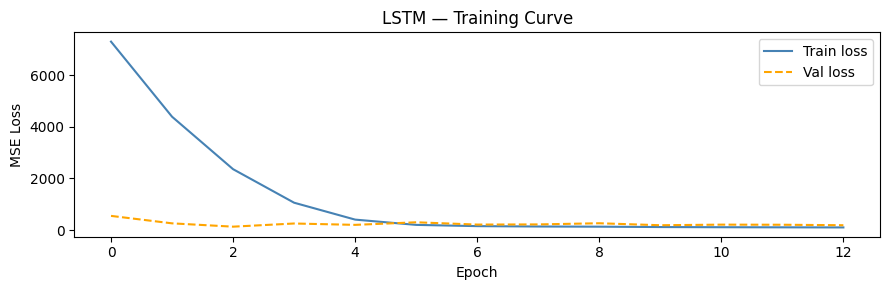 LSTM — Training Curve
Train loss
Val loss
MSE Loss
6000
4000
2000
0
0 2 4 6 8 10 12
Epoch